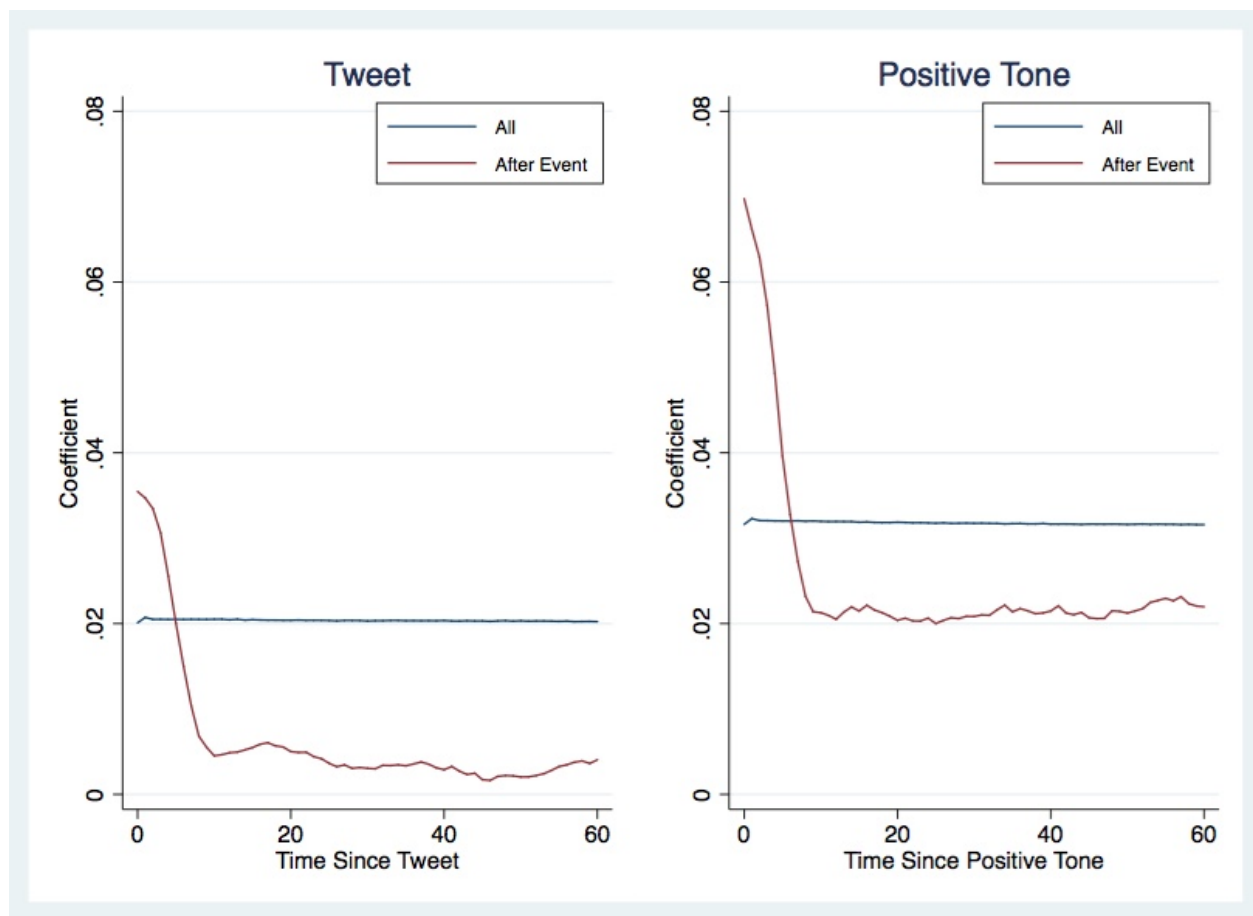 Tweet
All
After Event
.08
.06
.04
.02
0
Coefficient
0 20 40 60
Time Since Tweet
Positive Tone
All
After Event
.08
.06
.04
.02
0
Coefficient
0 20 40 60
Time Since Positive Tone